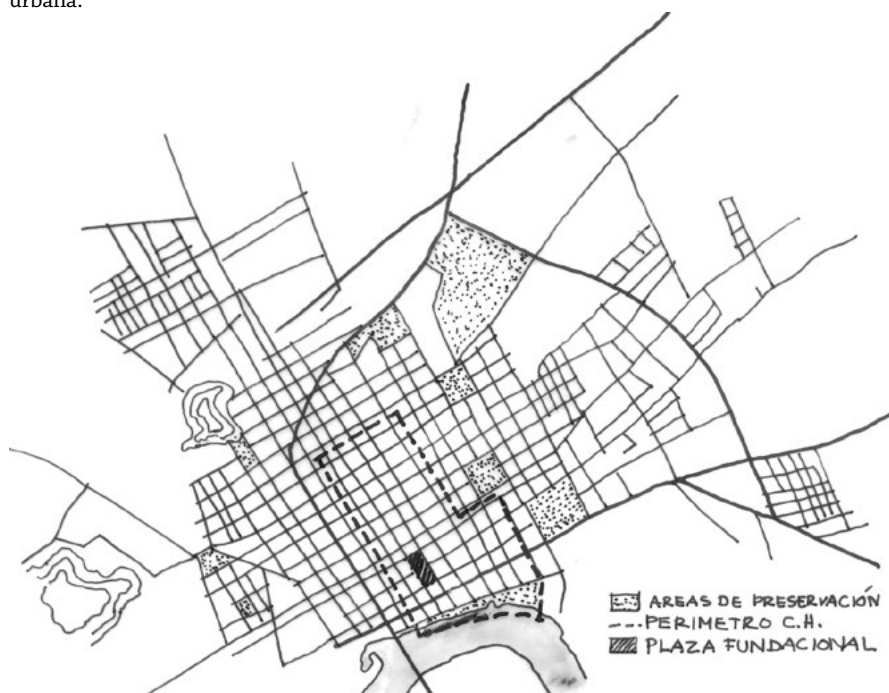 urbana.
AREAS DE PRESERVACIÓN
PERIMETRO C.H.
PLAZA FUNDACIONAL